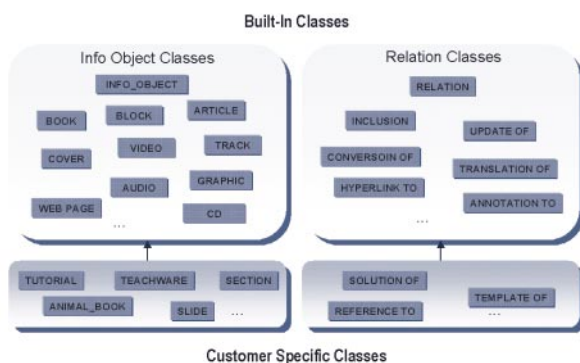 Built-In Classes
Info Object Classes
INFO_OBJECT
BOOK
BLOCK
ARTICLE
COVER
VIDEO
TRACK
AUDIO
GRAPHIC
WEB PAGE
...
CD
Relation Classes
RELATION
INCLUSION
UPDATE OF
CONVERSOIN OF
TRANSLATION OF
HYPERLINK TO
ANNOTATION TO
...
TUTORIAL
TEACHWARE
SECTION
ANIMAL_BOOK
SLIDE
...
SOLUTION OF
TEMPLATE OF
REFERENCE TO
...
Customer Specific Classes